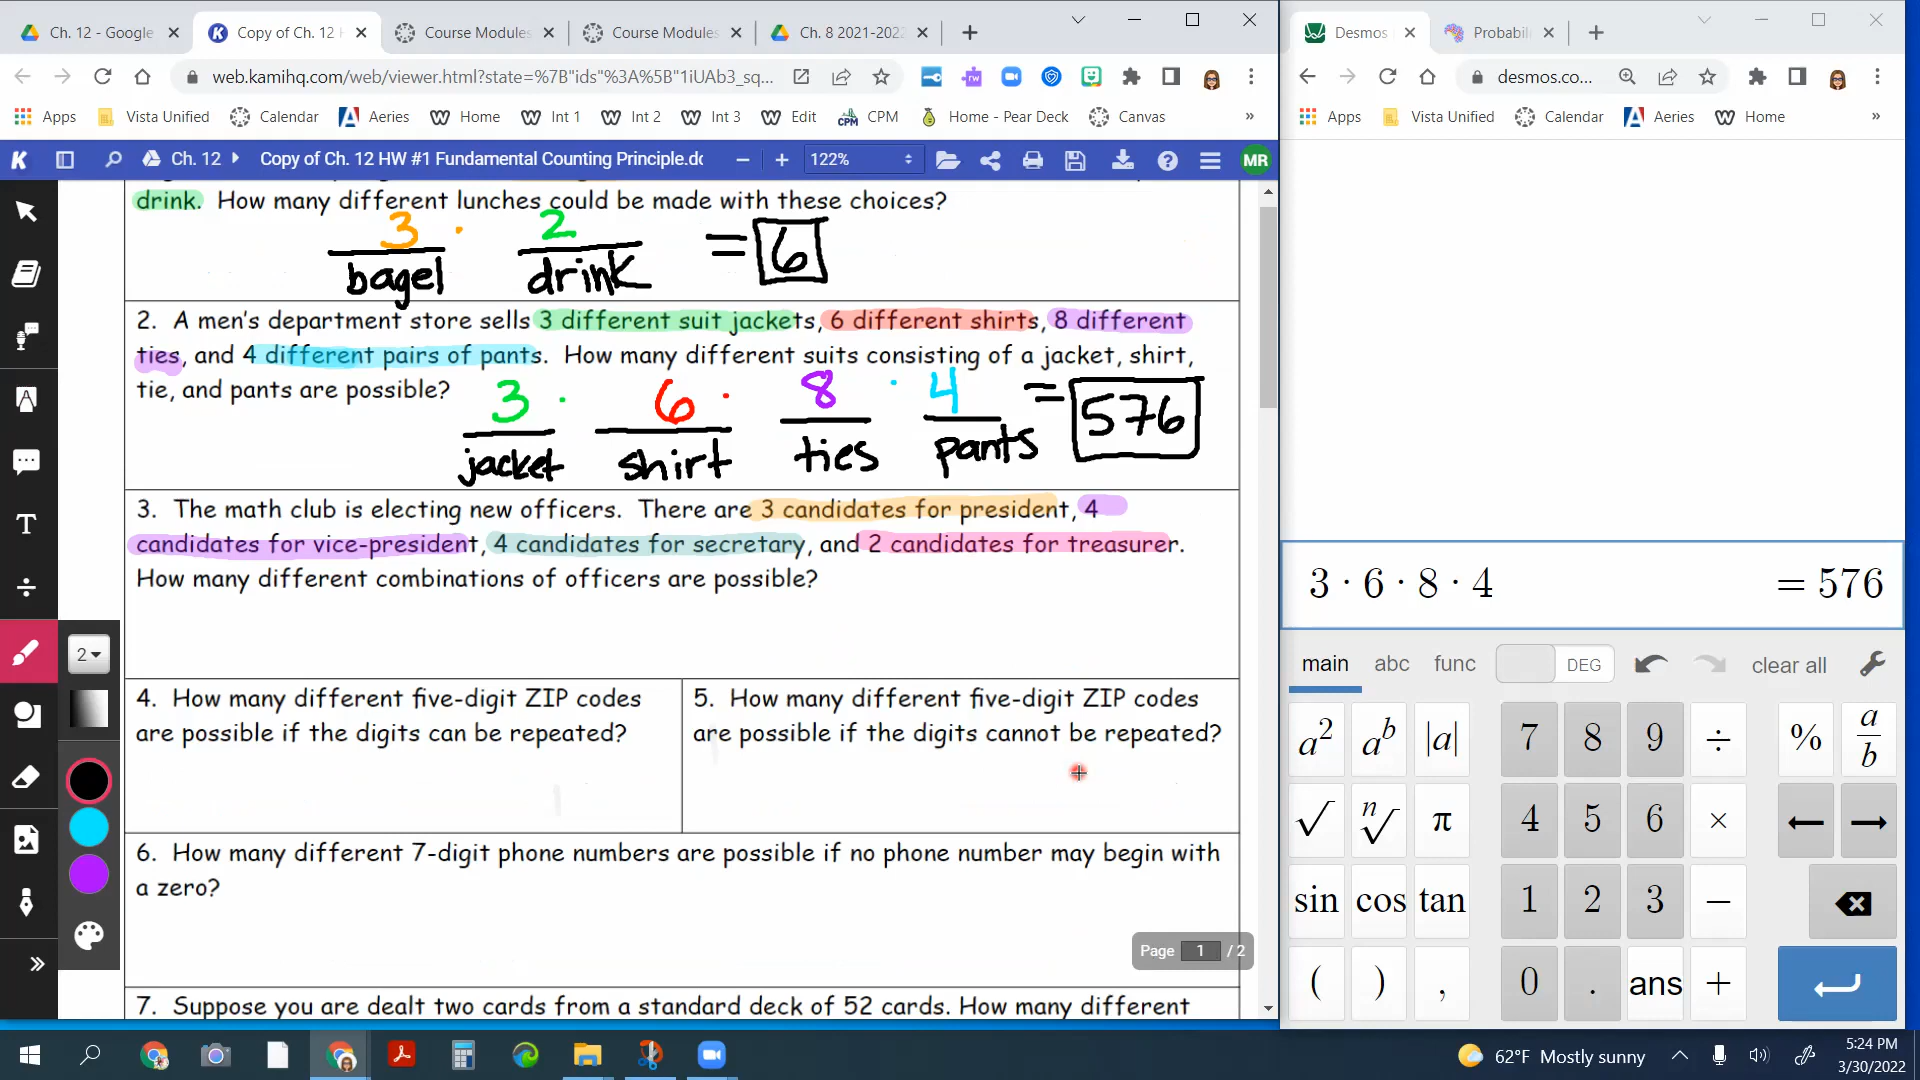 Ch. 12 - Google
Copy of Ch. 12 H
Course Modules
Course Modules
Ch. 8 2021-2022
web.kamihq.com/web/viewer.html?state=%7B"ids"%3A%5B"1iUAb3_sq...
Apps
Vista Unified
Calendar
Aeries
Home
Int 1
Int 2
Int 3
Edit
CPM
CPM
Home - Pear Deck
Canvas
»
K
Ch. 12
Copy of Ch. 12 HW #1 Fundamental Counting Principle.dc
122%
MR
drink. How many different lunches could be made with these choices?
3 · 2 = 6
bagel drink
2. A men's department store sells 3 different suit jackets, 6 different shirts, 8 different
ties, and 4 different pairs of pants. How many different suits consisting of a jacket, shirt,
tie, and pants are possible?
3 · 6 · 8 · 4 = 576
jacket shirt ties pants
3. The math club is electing new officers. There are 3 candidates for president, 4
candidates for vice-president, 4 candidates for secretary, and 2 candidates for treasurer.
How many different combinations of officers are possible?
4. How many different five-digit ZIP codes
are possible if the digits can be repeated?
5. How many different five-digit ZIP codes
are possible if the digits cannot be repeated?
6. How many different 7-digit phone numbers are possible if no phone number may begin with
a zero?
7. Suppose you are dealt two cards from a standard deck of 52 cards. How many different
Page 1 / 2
2
T
Desmos
Probabil
desmos.co...
Apps
Vista Unified
Calendar
Aeries
Home
»
3 · 6 · 8 · 4 = 576
main abc func DEG clear all
a² aᵇ |a| 7 8 9 ÷ % a/b
√ ⁿ√ π 4 5 6 × ← →
sin cos tan 1 2 3 −
( ) , 0 . ans +
62°F Mostly sunny
5:24 PM
3/30/2022